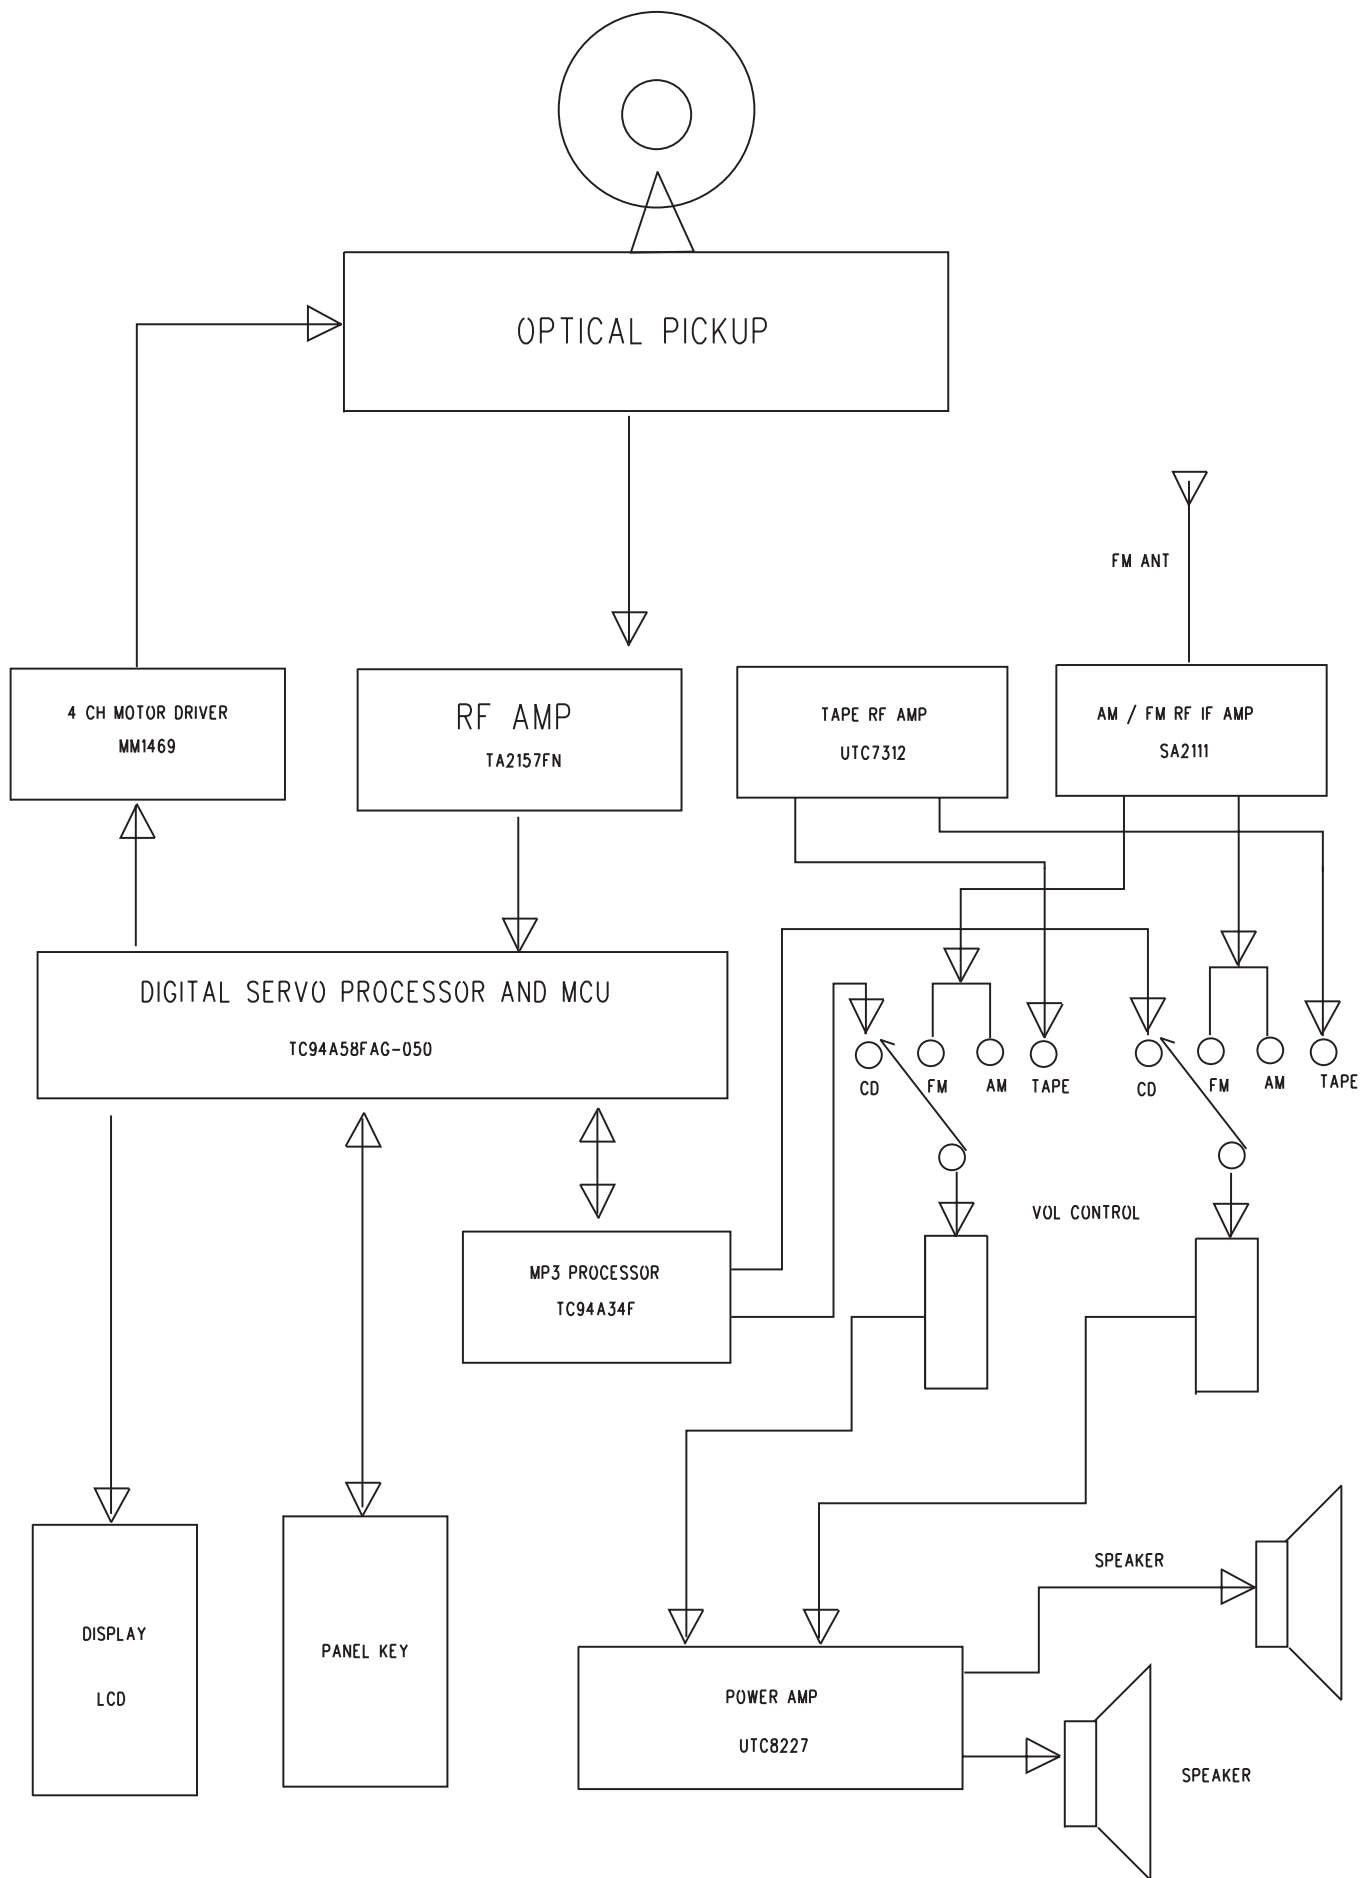 OPTICAL PICKUP
FM ANT
4 CH MOTOR DRIVER
MM1469
RF AMP
TA2157FN
TAPE RF AMP
UTC7312
AM / FM RF IF AMP
SA2111
DIGITAL SERVO PROCESSOR AND MCU
TC94A58FAG-050
CD
FM
AM
TAPE
CD
FM
AM
TAPE
VOL CONTROL
MP3 PROCESSOR
TC94A34F
DISPLAY
LCD
PANEL KEY
SPEAKER
POWER AMP
UTC8227
SPEAKER